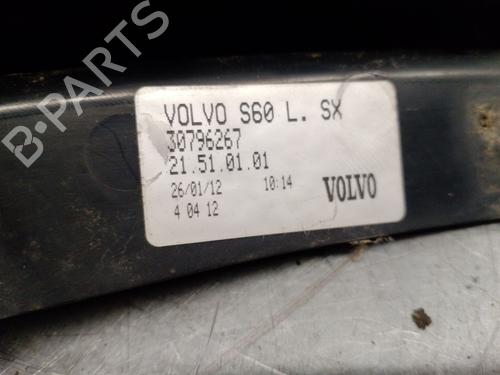 B-PARTS
VOLVO S60 L. SX
30796267
21.51.01.01
26/01/12 10:14 VOLVO
4 04 12